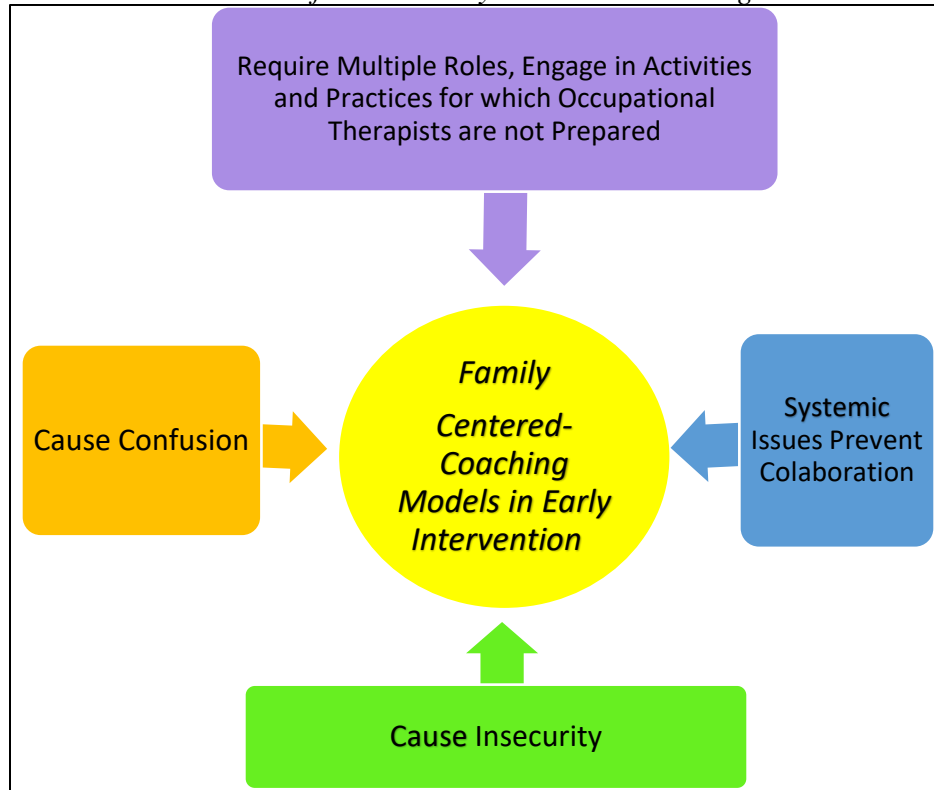 Require Multiple Roles, Engage in Activities
and Practices for which Occupational
Therapists are not Prepared
Cause Confusion
Family
Centered-
Coaching
Models in Early
Intervention
Systemic
Issues Prevent
Colaboration
Cause Insecurity